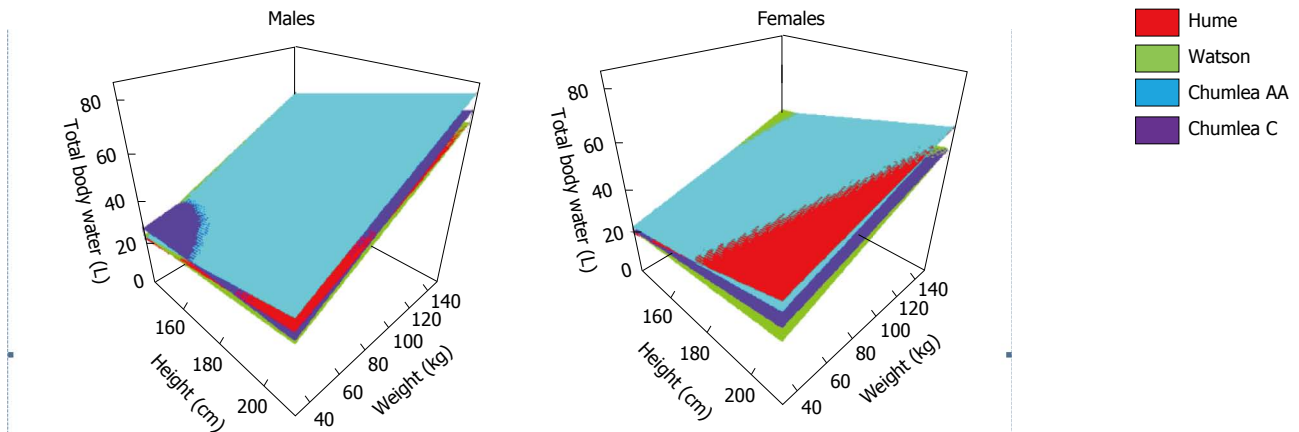 Males
Total body water (L)
80
60
40
20
0
160
180
200
Height (cm)
40
60
80
100
120
140
Weight (kg)
Females
Total body water (L)
80
60
40
20
0
160
180
200
Height (cm)
40
60
80
100
120
140
Weight (kg)
Hume
Watson
Chumlea AA
Chumlea C